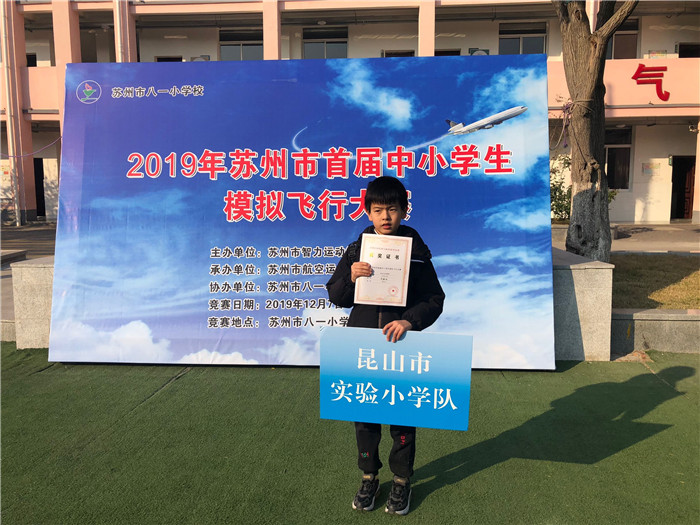 苏州市八一小学校
2019年苏州市首届中小学生
模拟飞行大赛
主办单位：苏州市智力运动
承办单位：苏州市航空运
协办单位：苏州市八一
竞赛日期：2019年12月7
竞赛地点：苏州市八一小学
气
证书
昆山市
实验小学队